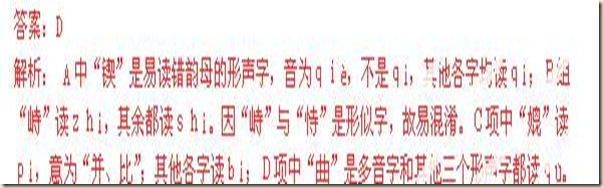 答案：D
解析： A中“锲”是易读错韵母的形声字，音为qiè，不是qi，其他各字均读qi；B组
“峙”读zhi，其余都读shi。因“峙”与“恃”是形似字，故易混淆。C项中“媲”读
pi，意为“并、比”；其他各字读bi；D项中“曲”是多音字和其他三个形声字都读qu。